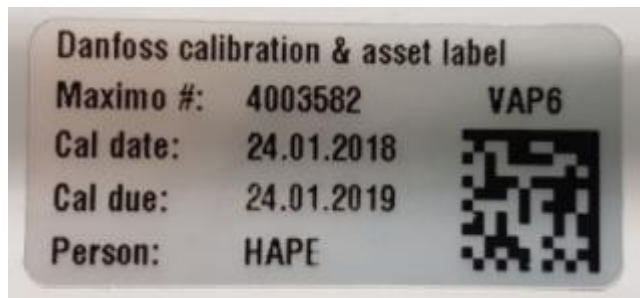 Danfoss calibration & asset label
Maximo #: 4003582 VAP6
Cal date: 24.01.2018
Cal due: 24.01.2019
Person: HAPE